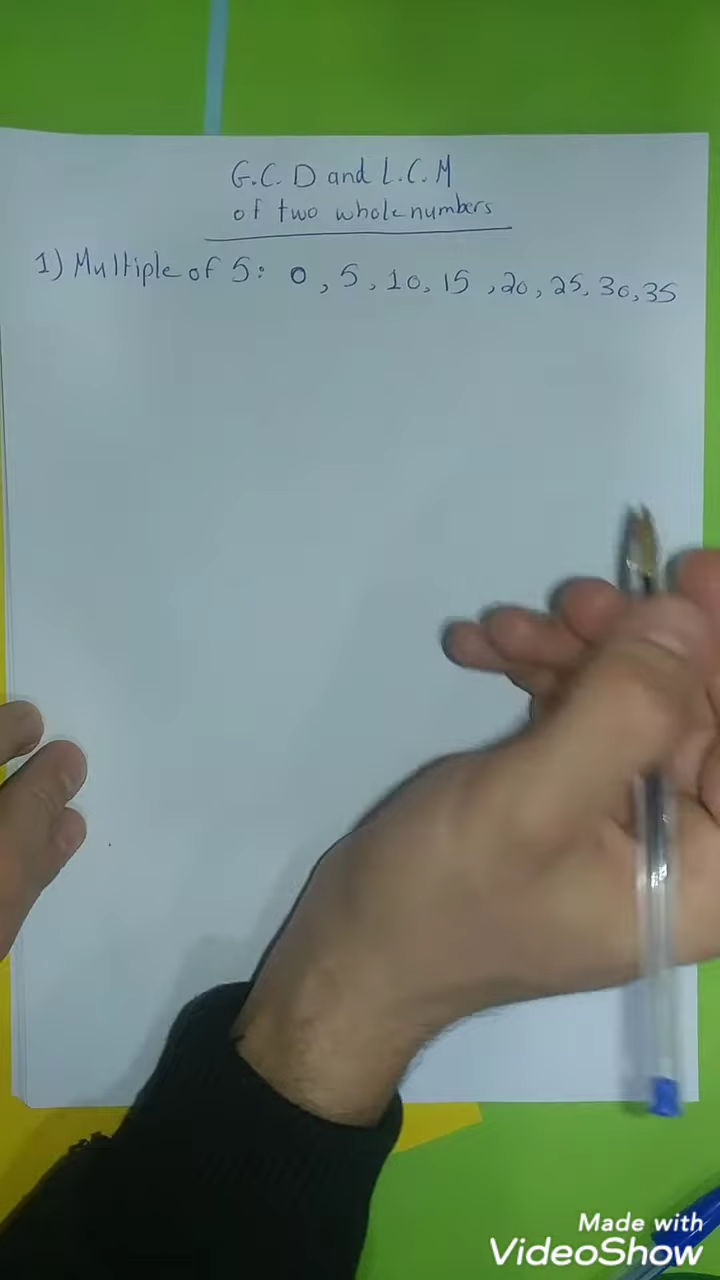 G.C.D and L.C.M
of two whole numbers
1) Multiple of 5: 0, 5, 10, 15, 20, 25, 30, 35
Made with
VideoShow